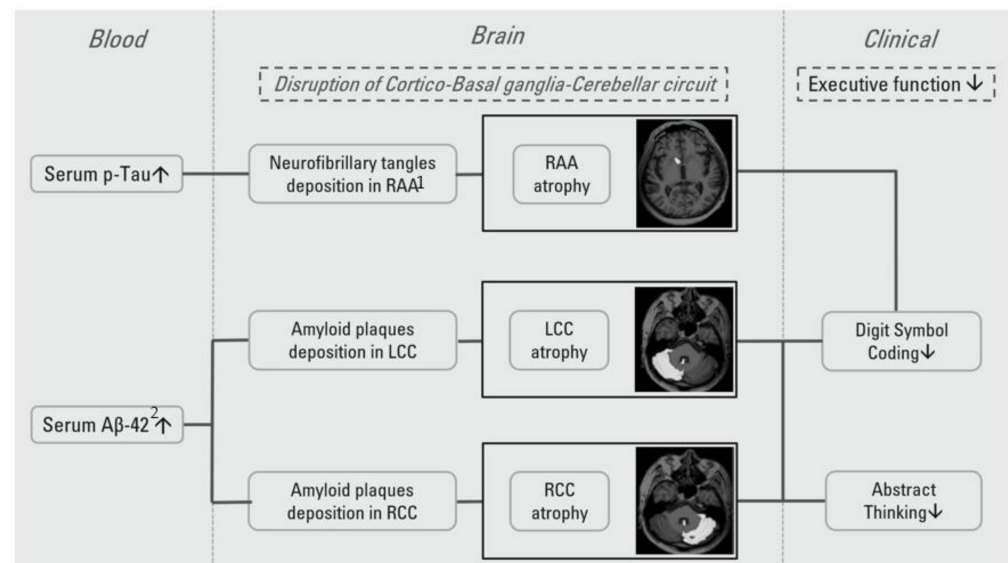 Blood
Brain
Clinical
Disruption of Cortico-Basal ganglia-Cerebellar circuit
Executive function ↓
Serum p-Tau↑
Neurofibrillary tangles
deposition in RAA1
RAA
atrophy
Amyloid plaques
deposition in LCC
LCC
atrophy
Digit Symbol
Coding↓
Serum Aβ-42²↑
Amyloid plaques
deposition in RCC
RCC
atrophy
Abstract
Thinking↓